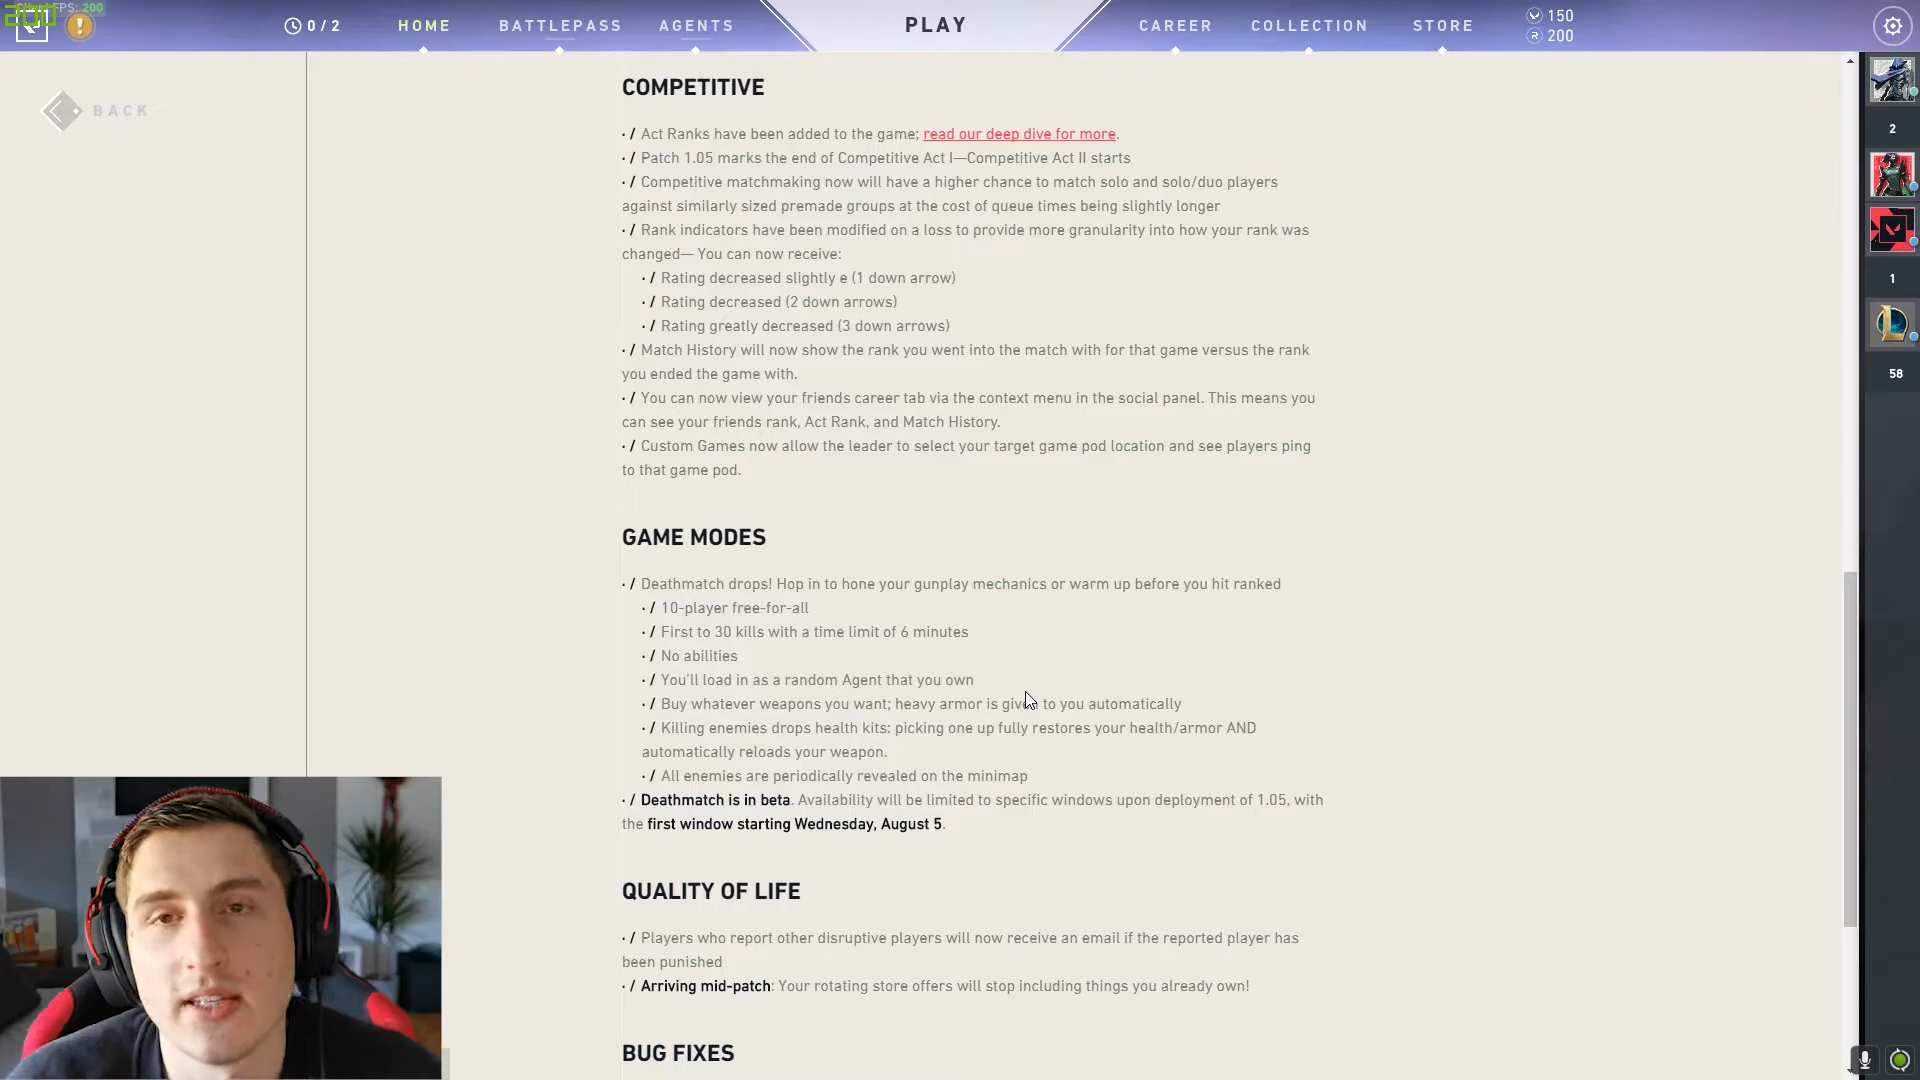 Client FPS: 200
200
0 / 2
HOME
BATTLEPASS
AGENTS
PLAY
CAREER
COLLECTION
STORE
150
200
BACK
2
1
58
COMPETITIVE
· / Act Ranks have been added to the game; read our deep dive for more.
· / Patch 1.05 marks the end of Competitive Act I—Competitive Act II starts
· / Competitive matchmaking now will have a higher chance to match solo and solo/duo players
against similarly sized premade groups at the cost of queue times being slightly longer
· / Rank indicators have been modified on a loss to provide more granularity into how your rank was
changed— You can now receive:
· / Rating decreased slightly e (1 down arrow)
· / Rating decreased (2 down arrows)
· / Rating greatly decreased (3 down arrows)
· / Match History will now show the rank you went into the match with for that game versus the rank
you ended the game with.
· / You can now view your friends career tab via the context menu in the social panel. This means you
can see your friends rank, Act Rank, and Match History.
· / Custom Games now allow the leader to select your target game pod location and see players ping
to that game pod.
GAME MODES
· / Deathmatch drops! Hop in to hone your gunplay mechanics or warm up before you hit ranked
· / 10-player free-for-all
· / First to 30 kills with a time limit of 6 minutes
· / No abilities
· / You'll load in as a random Agent that you own
· / Buy whatever weapons you want; heavy armor is given to you automatically
· / Killing enemies drops health kits: picking one up fully restores your health/armor AND
automatically reloads your weapon.
· / All enemies are periodically revealed on the minimap
· / Deathmatch is in beta. Availability will be limited to specific windows upon deployment of 1.05, with
the first window starting Wednesday, August 5.
QUALITY OF LIFE
· / Players who report other disruptive players will now receive an email if the reported player has
been punished
· / Arriving mid-patch: Your rotating store offers will stop including things you already own!
BUG FIXES